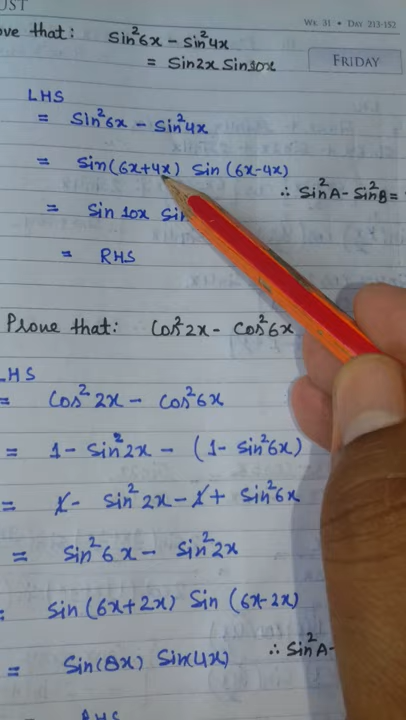 UST
WK 31 • DAY 213-152
FRIDAY
ove that: Sin²6x - Sin²4x
= Sin2x Sin10x
LHS
= Sin²6x - Sin²4x
= Sin(6x+4x) Sin(6x-4x)
∴ Sin²A - Sin²B =
= Sin 10x Sin
= RHS
Prove that: Cos²2x - Cos²6x
LHS
= Cos²2x - Cos²6x
= 1 - Sin²2x - (1 - Sin²6x)
= 1 - Sin²2x - 1 + Sin²6x
= Sin²6x - Sin²2x
= Sin(6x+2x) Sin(6x-2x)
∴ Sin²A -
= Sin(8x) Sin(4x)
RHS